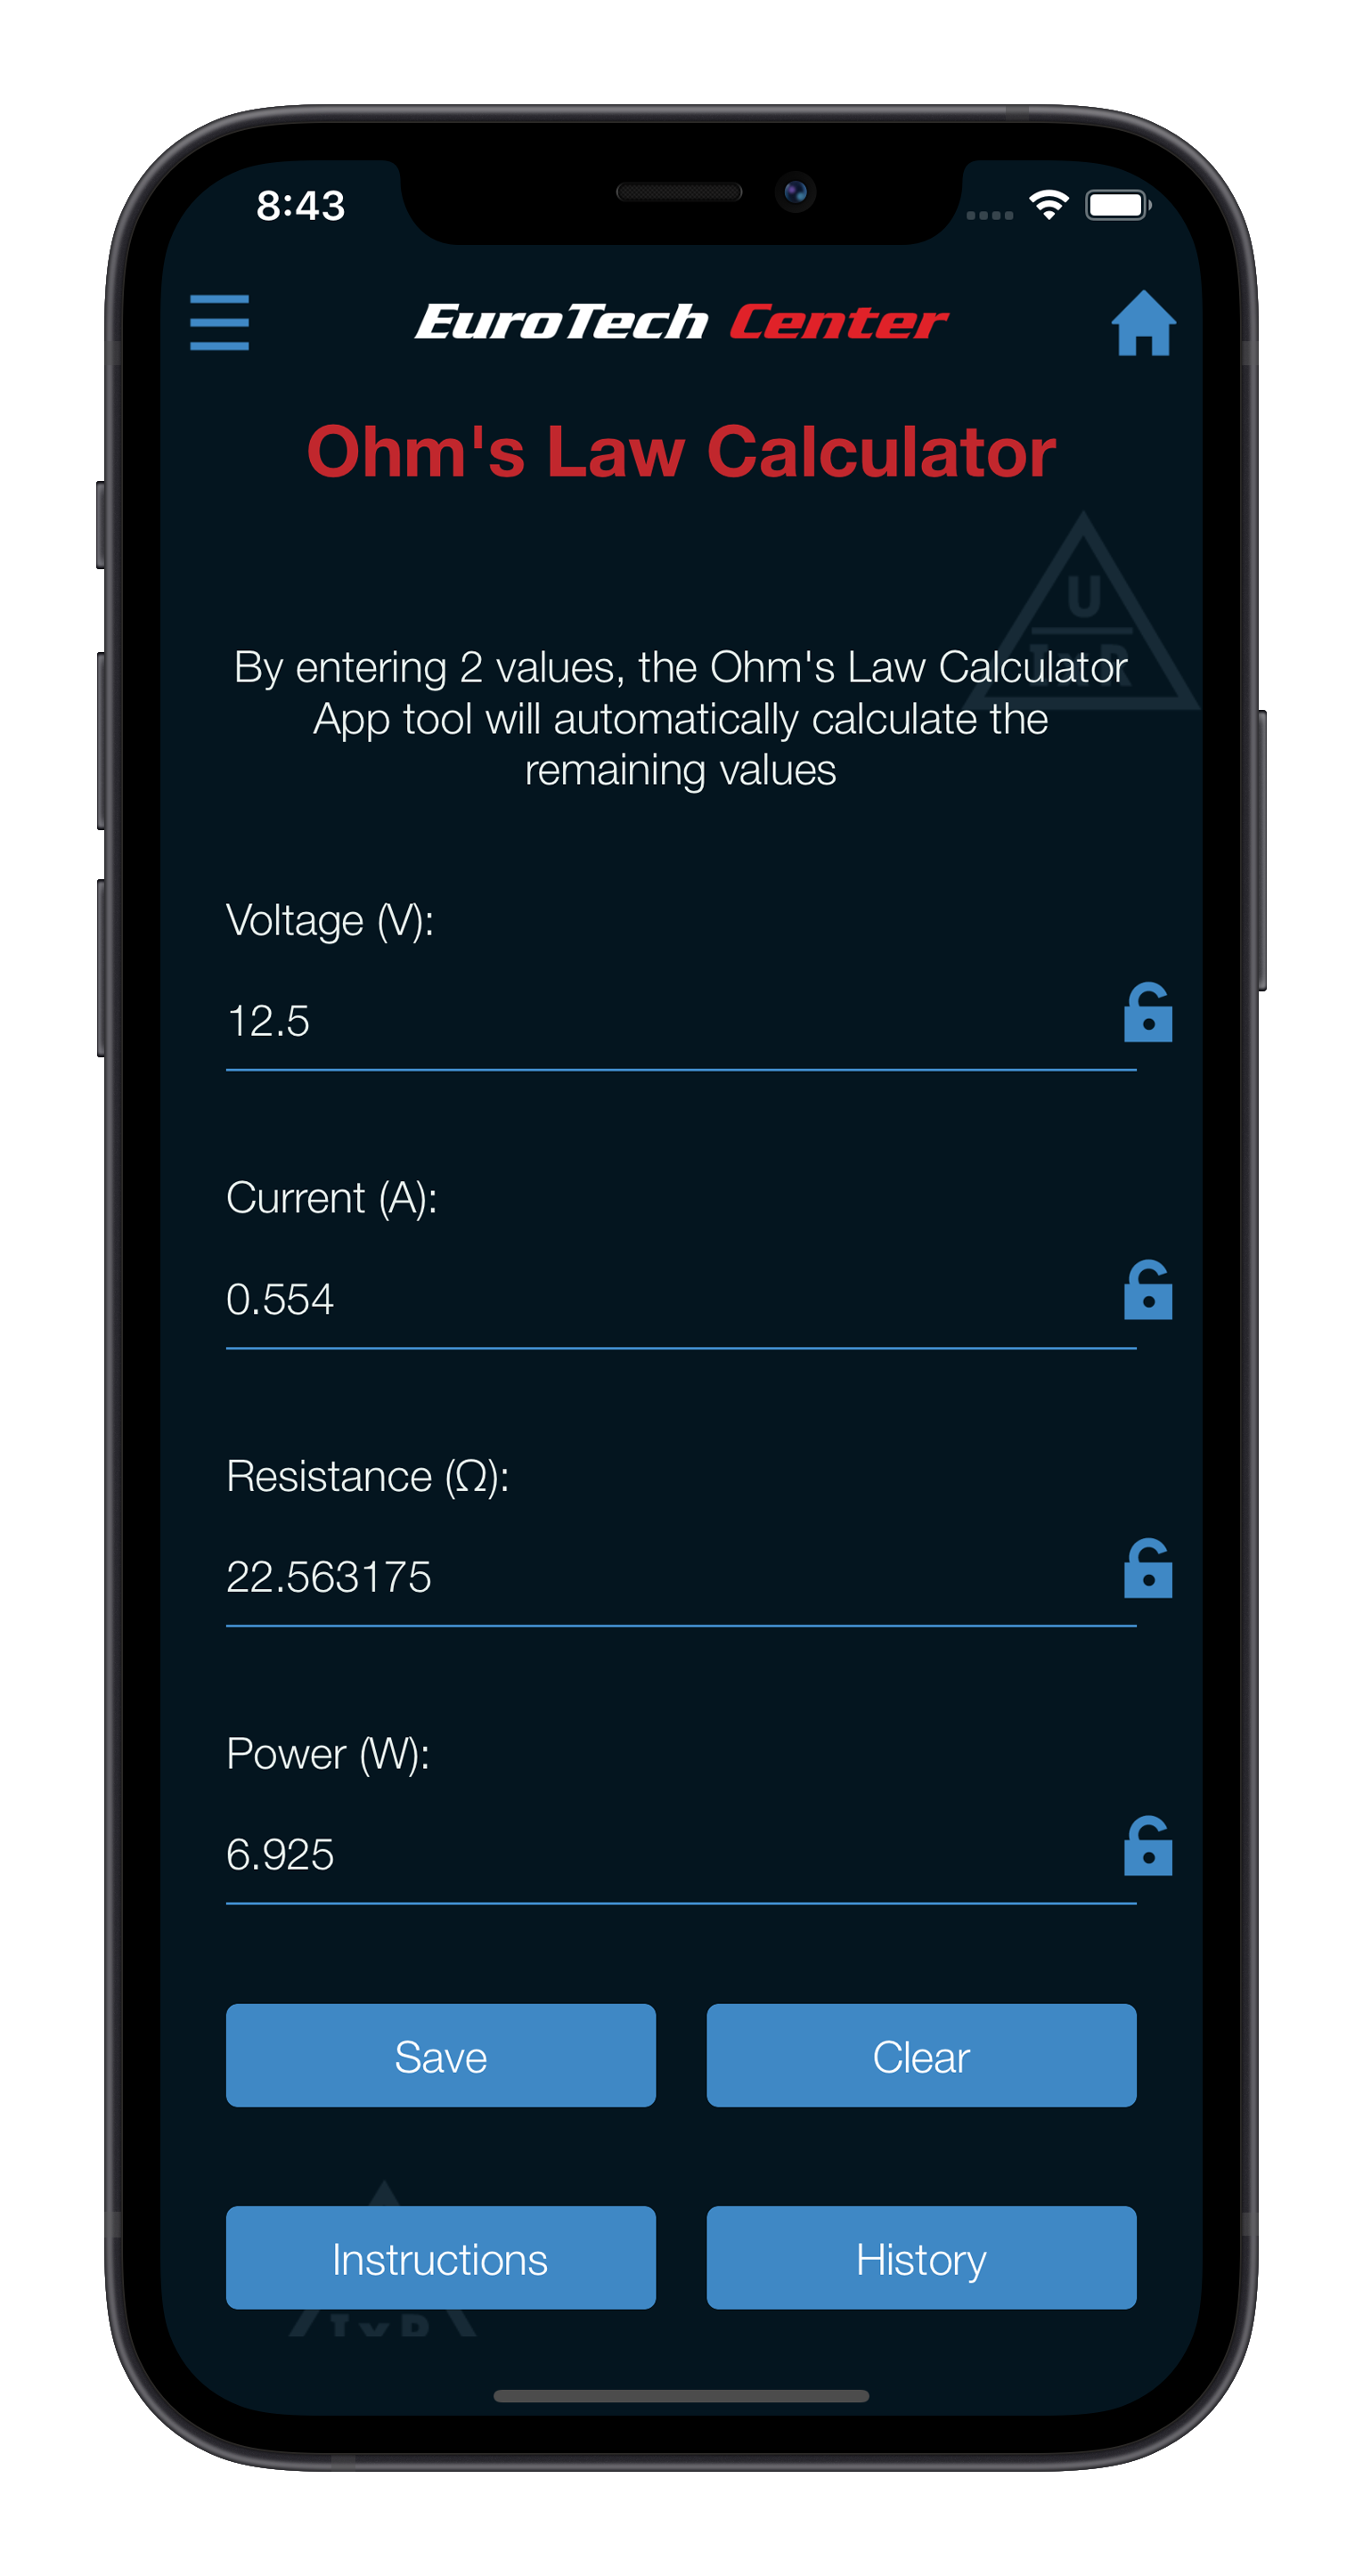 8:43
EuroTech Center
Ohm's Law Calculator
U
I x R
By entering 2 values, the Ohm's Law Calculator
App tool will automatically calculate the
remaining values
Voltage (V):
12.5
Current (A):
0.554
Resistance (Ω):
22.563175
Power (W):
6.925
Save
Clear
Instructions
History
I x R